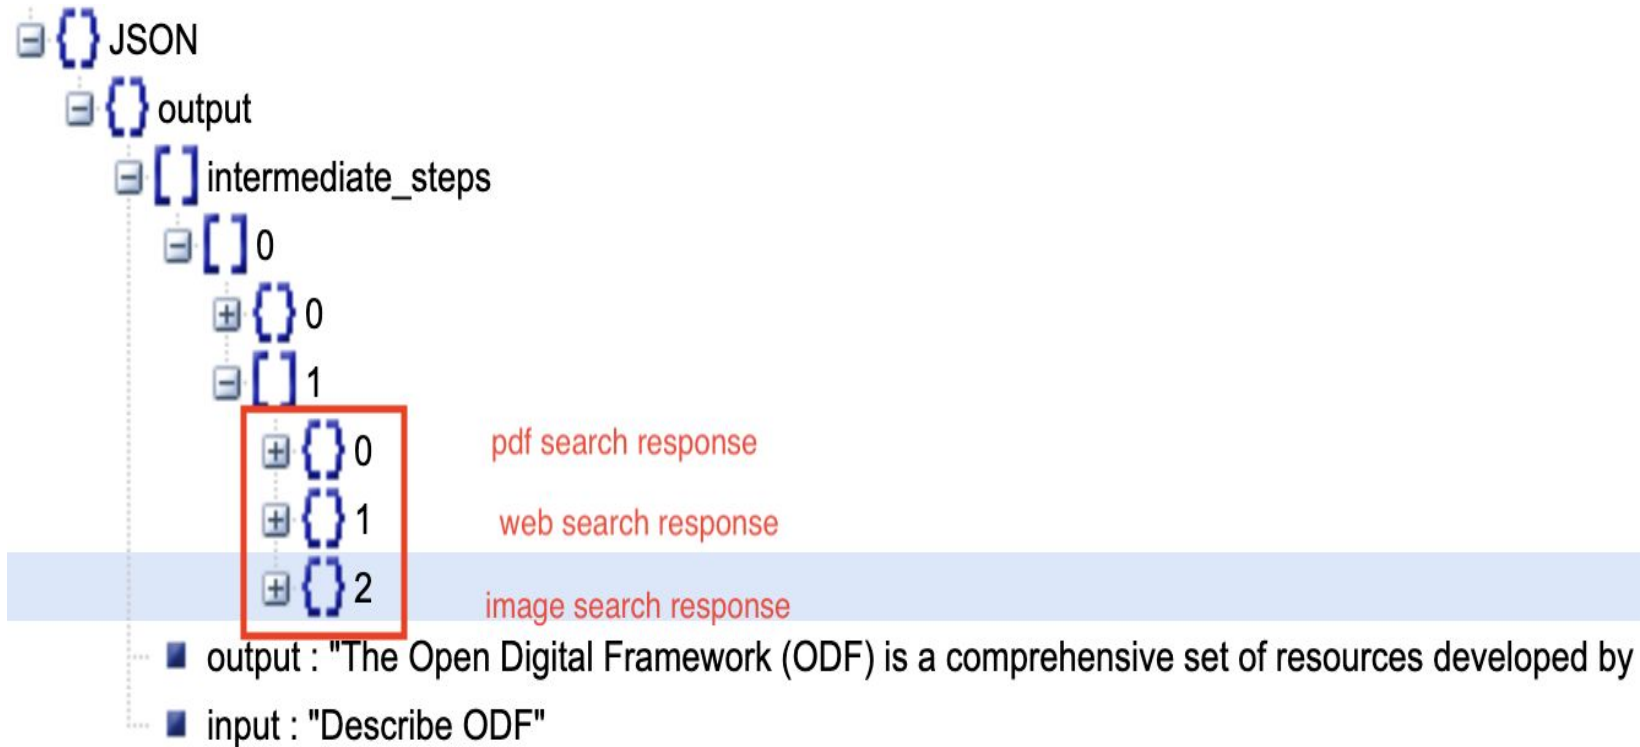 JSON
output
intermediate_steps
0
0
1
0 pdf search response
1 web search response
2 image search response
output : "The Open Digital Framework (ODF) is a comprehensive set of resources developed by
input : "Describe ODF"